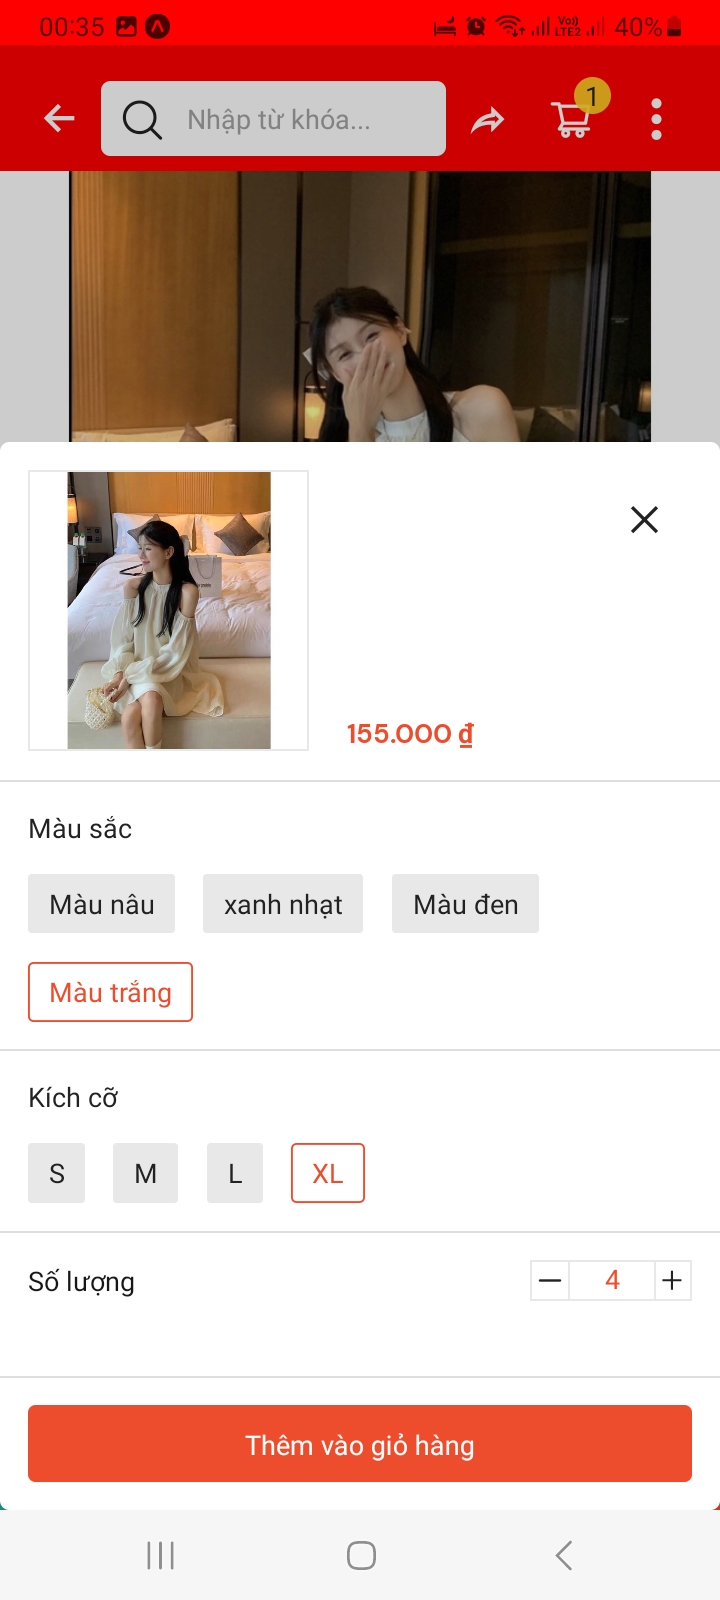 00:35 Vo)) LTE2 40%
Nhập từ khóa... 1
155.000 ₫
Màu sắc
Màu nâu xanh nhạt Màu đen
Màu trắng
Kích cỡ
S M L XL
Số lượng 4
Thêm vào giỏ hàng